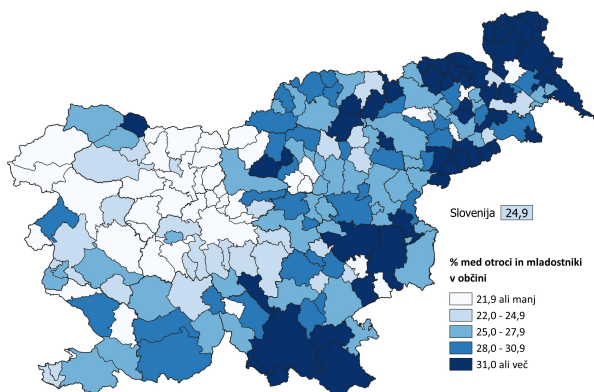 Slovenija 24,9
% med otroci in mladostniki
v občini
21,9 ali manj
22,0 - 24,9
25,0 - 27,9
28,0 - 30,9
31,0 ali več